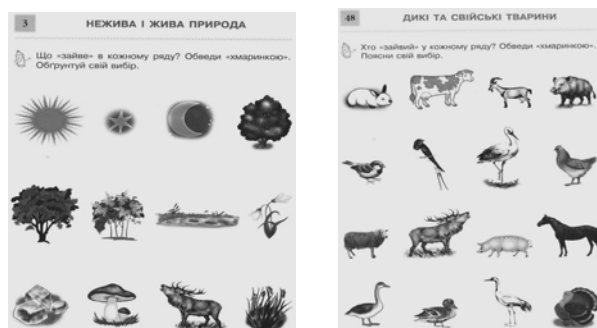 3
НЕЖИВА І ЖИВА ПРИРОДА
Що «зайве» в кожному ряду? Обведи «хмаринкою».
Обґрунтуй свій вибір.
48
ДИКІ ТА СВІЙСЬКІ ТВАРИНИ
Хто «зайвий» у кожному ряду? Обведи «хмаринкою».
Поясни свій вибір.